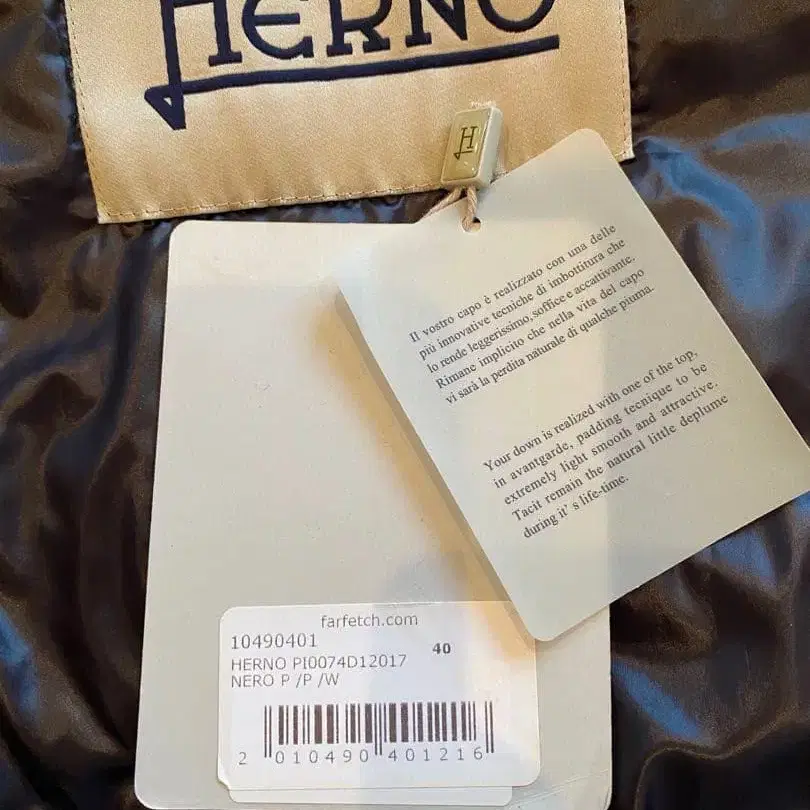 HERNO
H
Il vostro capo è realizzato con una delle
più innovative tecniche di imbottitura che
lo rende leggerissimo, soffice e accattivante.
Rimane implicito che nella vita del capo
vi sarà la perdita naturale di qualche piuma.
Your down is realized with one of the top,
in avantgarde, padding tecnique to be
extremely light smooth and attractive.
Tacit remain the natural little deplume
during it' s life-time.
farfetch.com
10490401 40
HERNO PI0074D12017
NERO P /P /W
2 010490 401216